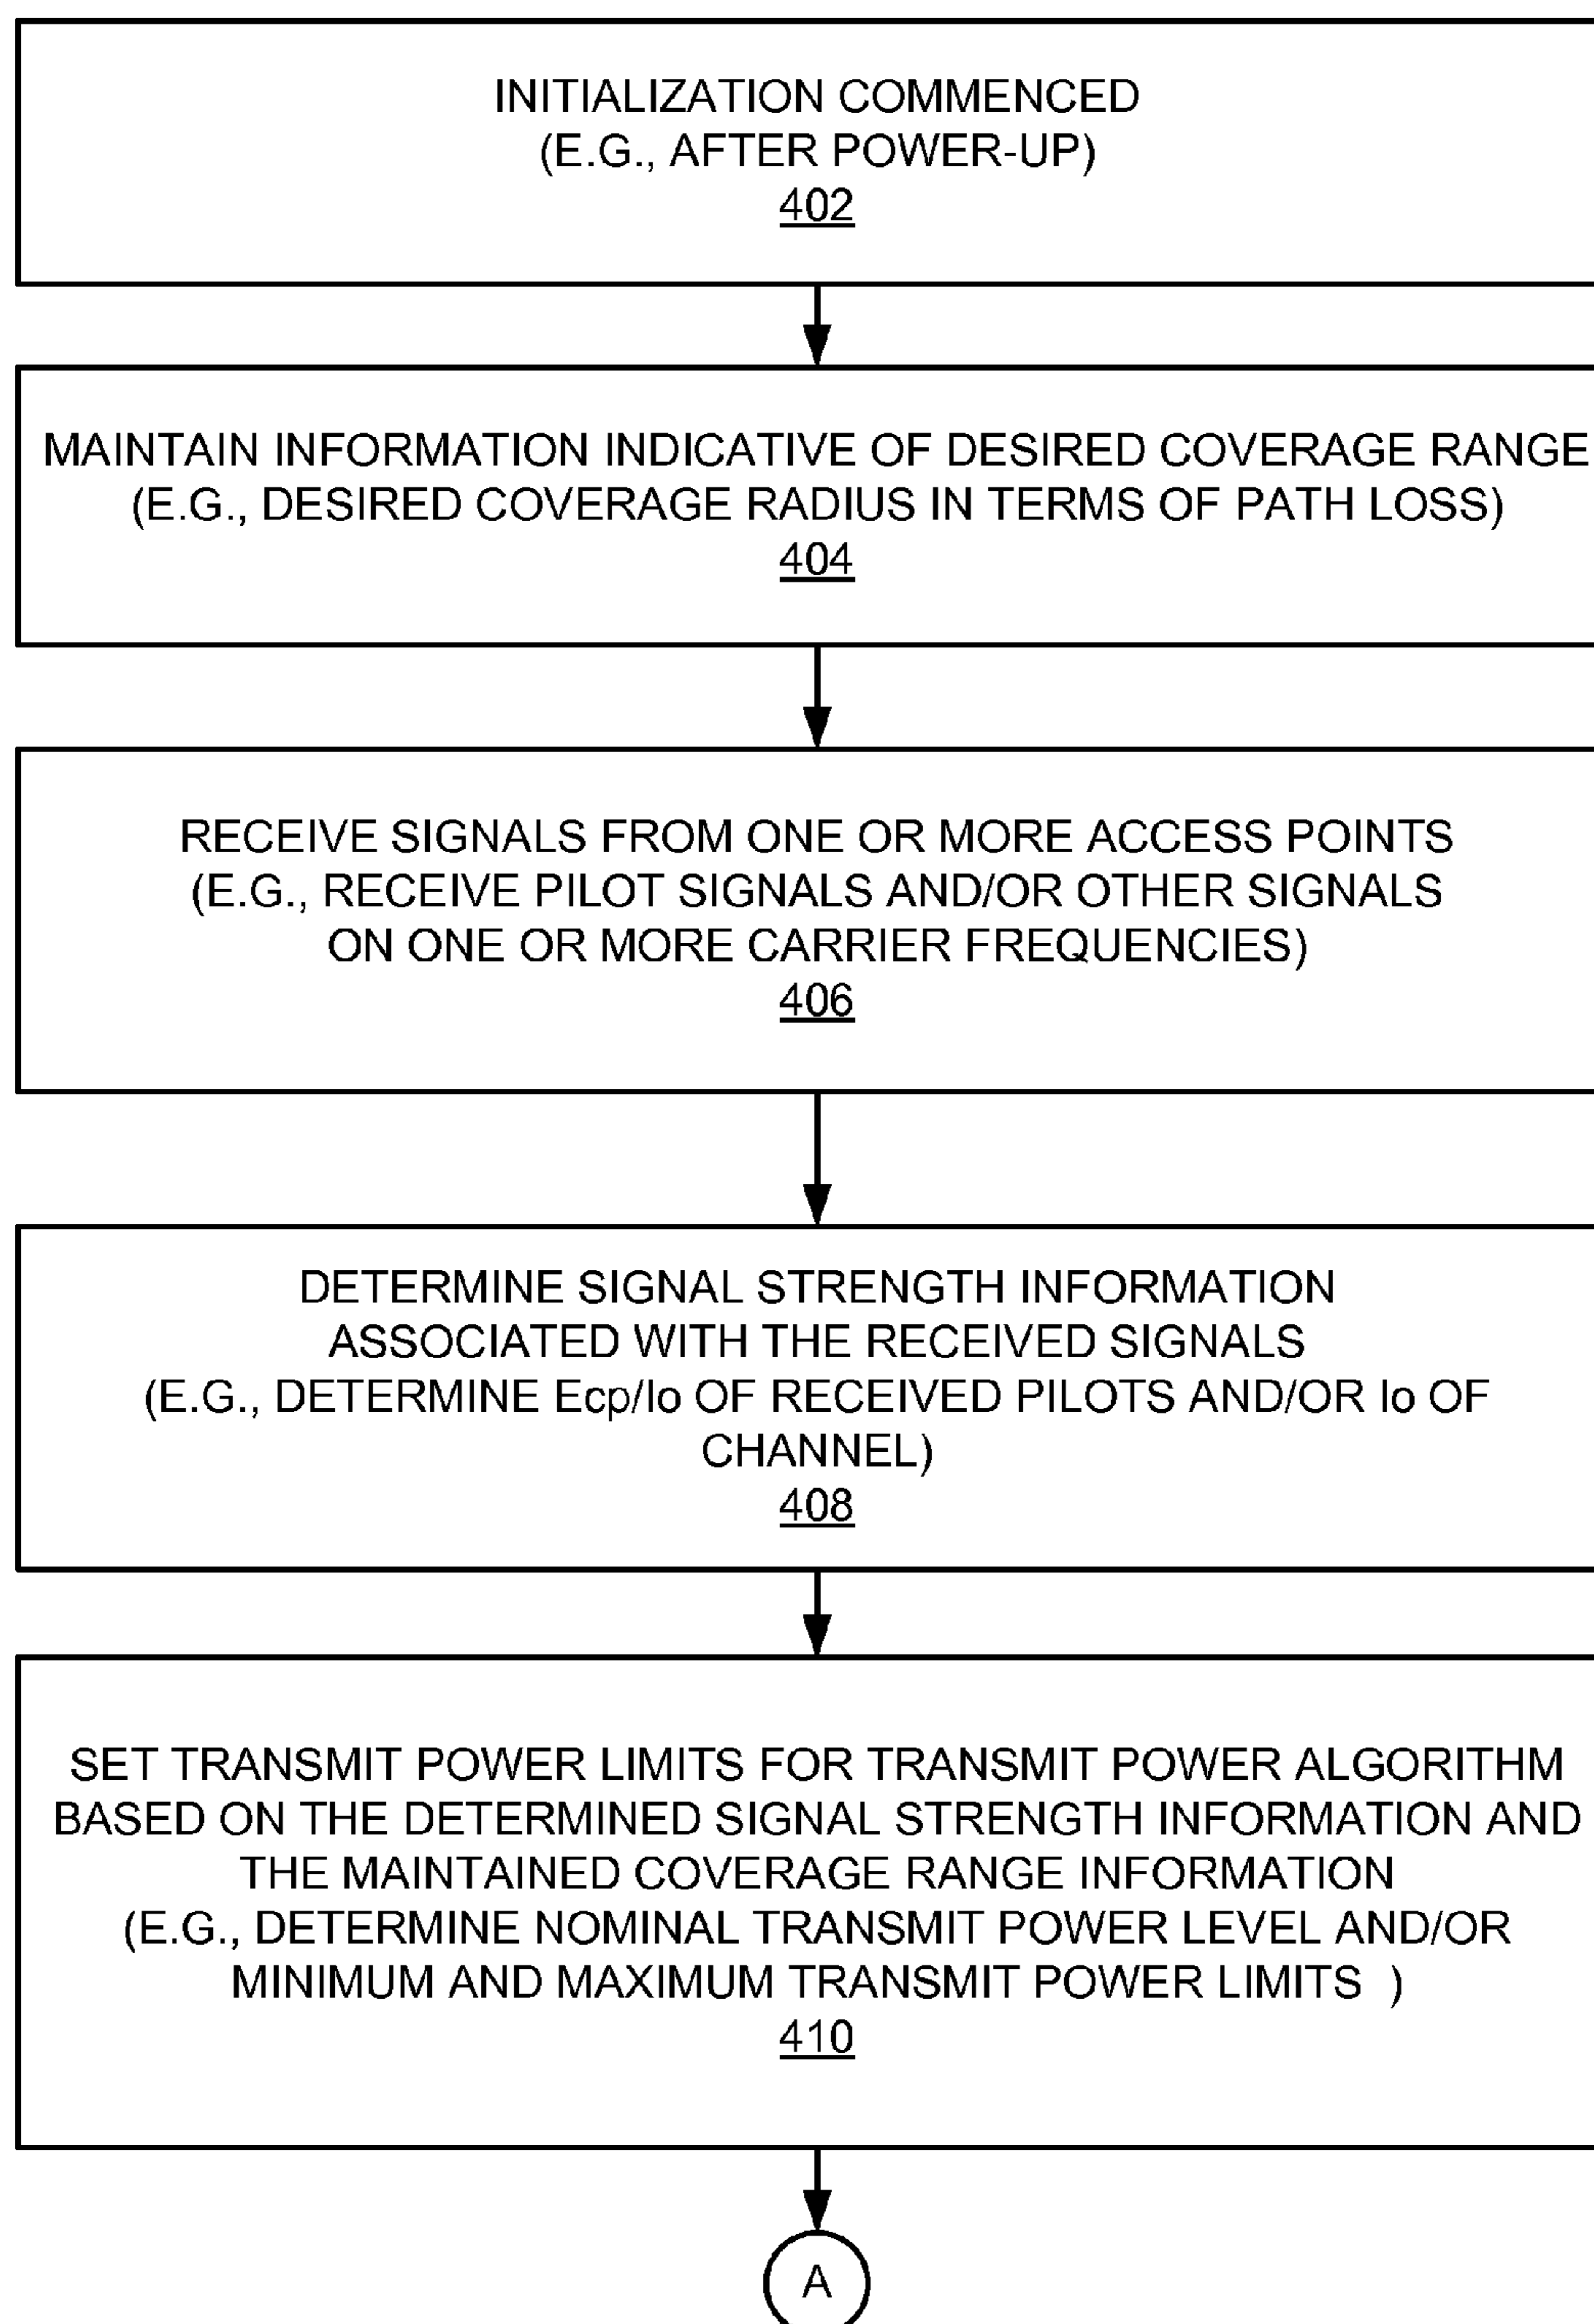 INITIALIZATION COMMENCED
(E.G., AFTER POWER-UP)
402
MAINTAIN INFORMATION INDICATIVE OF DESIRED COVERAGE RANGE
(E.G., DESIRED COVERAGE RADIUS IN TERMS OF PATH LOSS)
404
RECEIVE SIGNALS FROM ONE OR MORE ACCESS POINTS
(E.G., RECEIVE PILOT SIGNALS AND/OR OTHER SIGNALS
ON ONE OR MORE CARRIER FREQUENCIES)
406
DETERMINE SIGNAL STRENGTH INFORMATION
ASSOCIATED WITH THE RECEIVED SIGNALS
(E.G., DETERMINE Ecp/Io OF RECEIVED PILOTS AND/OR Io OF
CHANNEL)
408
SET TRANSMIT POWER LIMITS FOR TRANSMIT POWER ALGORITHM
BASED ON THE DETERMINED SIGNAL STRENGTH INFORMATION AND
THE MAINTAINED COVERAGE RANGE INFORMATION
(E.G., DETERMINE NOMINAL TRANSMIT POWER LEVEL AND/OR
MINIMUM AND MAXIMUM TRANSMIT POWER LIMITS )
410
A